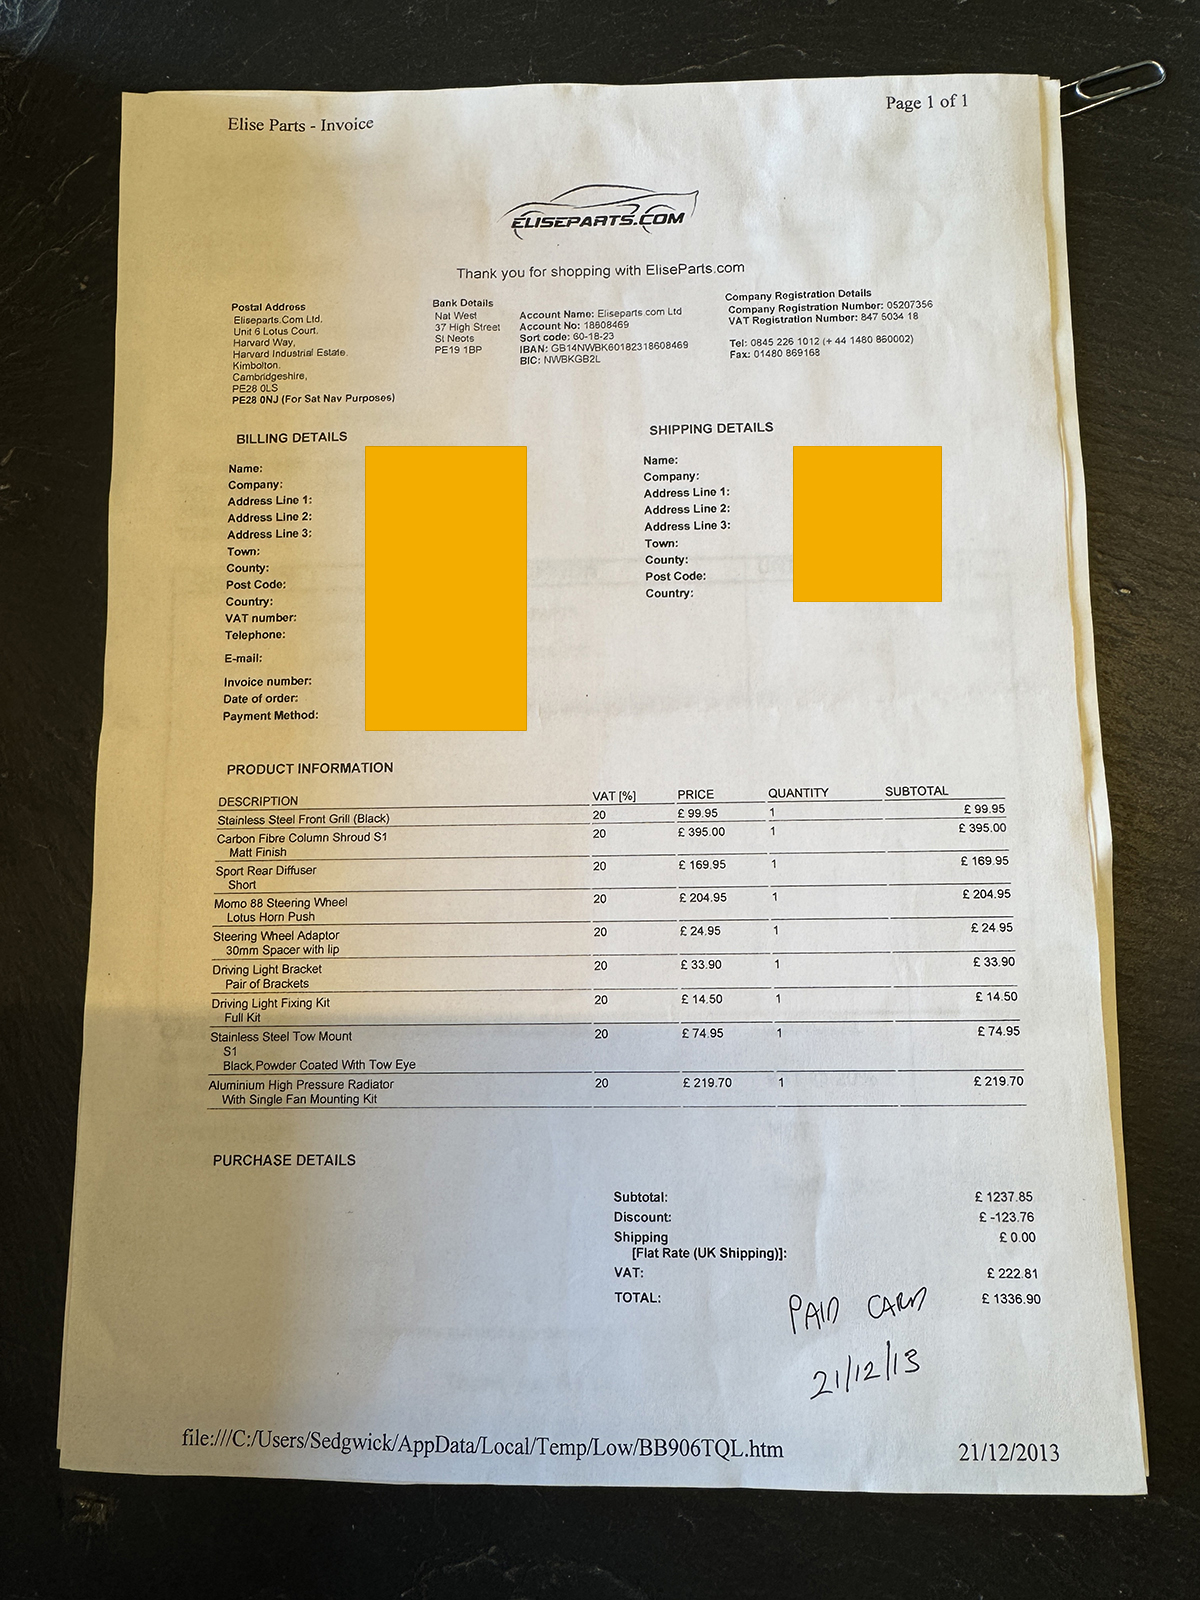 Elise Parts - Invoice
Page 1 of 1
ELISEPARTS.COM
Thank you for shopping with EliseParts.com
Postal Address
Eliseparts.Com Ltd.
Unit 6 Lotus Court.
Harvard Way,
Harvard Industrial Estate,
Kimbolton.
Cambridgeshire,
PE28 0LS
PE28 0NJ (For Sat Nav Purposes)
Bank Details
Nat West
37 High Street
St Neots
PE19 1BP
Account Name: Eliseparts com Ltd
Account No: 18608469
Sort code: 60-18-23
IBAN: GB14NWBK60182318608469
BIC: NWBKGB2L
Company Registration Details
Company Registration Number: 05207356
VAT Registration Number: 847 5034 18
Tel: 0845 226 1012 (+ 44 1480 860002)
Fax: 01480 869168
BILLING DETAILS
Name:
Company:
Address Line 1:
Address Line 2:
Address Line 3:
Town:
County:
Post Code:
Country:
VAT number:
Telephone:
E-mail:
Invoice number:
Date of order:
Payment Method:
SHIPPING DETAILS
Name:
Company:
Address Line 1:
Address Line 2:
Address Line 3:
Town:
County:
Post Code:
Country:
PRODUCT INFORMATION
DESCRIPTION VAT [%] PRICE QUANTITY SUBTOTAL
Stainless Steel Front Grill (Black) 20 £ 99.95 1 £ 99.95
Carbon Fibre Column Shroud S1 20 £ 395.00 1 £ 395.00
Matt Finish
Sport Rear Diffuser 20 £ 169.95 1 £ 169.95
Short
Momo 88 Steering Wheel 20 £ 204.95 1 £ 204.95
Lotus Horn Push
Steering Wheel Adaptor 20 £ 24.95 1 £ 24.95
30mm Spacer with lip
Driving Light Bracket 20 £ 33.90 1 £ 33.90
Pair of Brackets
Driving Light Fixing Kit 20 £ 14.50 1 £ 14.50
Full Kit
Stainless Steel Tow Mount 20 £ 74.95 1 £ 74.95
S1
Black Powder Coated With Tow Eye
Aluminium High Pressure Radiator 20 £ 219.70 1 £ 219.70
With Single Fan Mounting Kit
PURCHASE DETAILS
Subtotal: £ 1237.85
Discount: £ -123.76
Shipping £ 0.00
[Flat Rate (UK Shipping)]:
VAT: £ 222.81
TOTAL: £ 1336.90
PAID CARD
21/12/13
file:///C:/Users/Sedgwick/AppData/Local/Temp/Low/BB906TQL.htm
21/12/2013